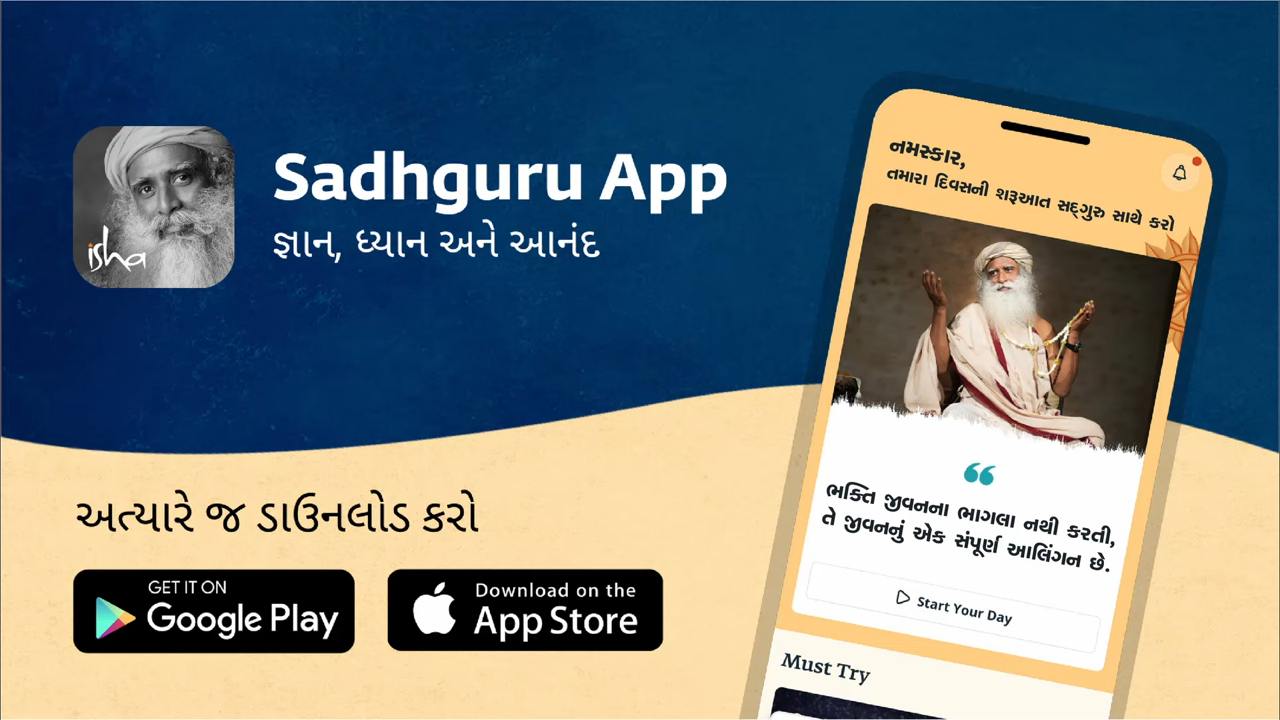 isha
Sadhguru App
જ્ઞાન, ધ્યાન અને આનંદ
અત્યારે જ ડાઉનલોડ કરો
GET IT ON
Google Play
Download on the
App Store
નમસ્કાર,
તમારા દિવસની શરૂઆત સદ્‌ગુરુ સાથે કરો
ભક્તિ જીવનના ભાગલા નથી કરતી,
તે જીવનનું એક સંપૂર્ણ આલિંગન છે.
Start Your Day
Must Try